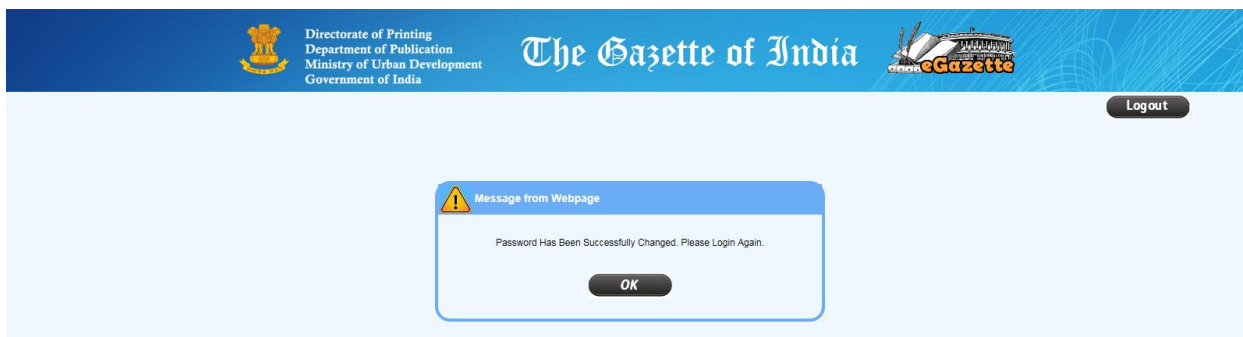 Directorate of Printing
Department of Publication
Ministry of Urban Development
Government of India
The Gazette of India
eGazette
Logout
Message from Webpage
Password Has Been Successfully Changed. Please Login Again.
OK